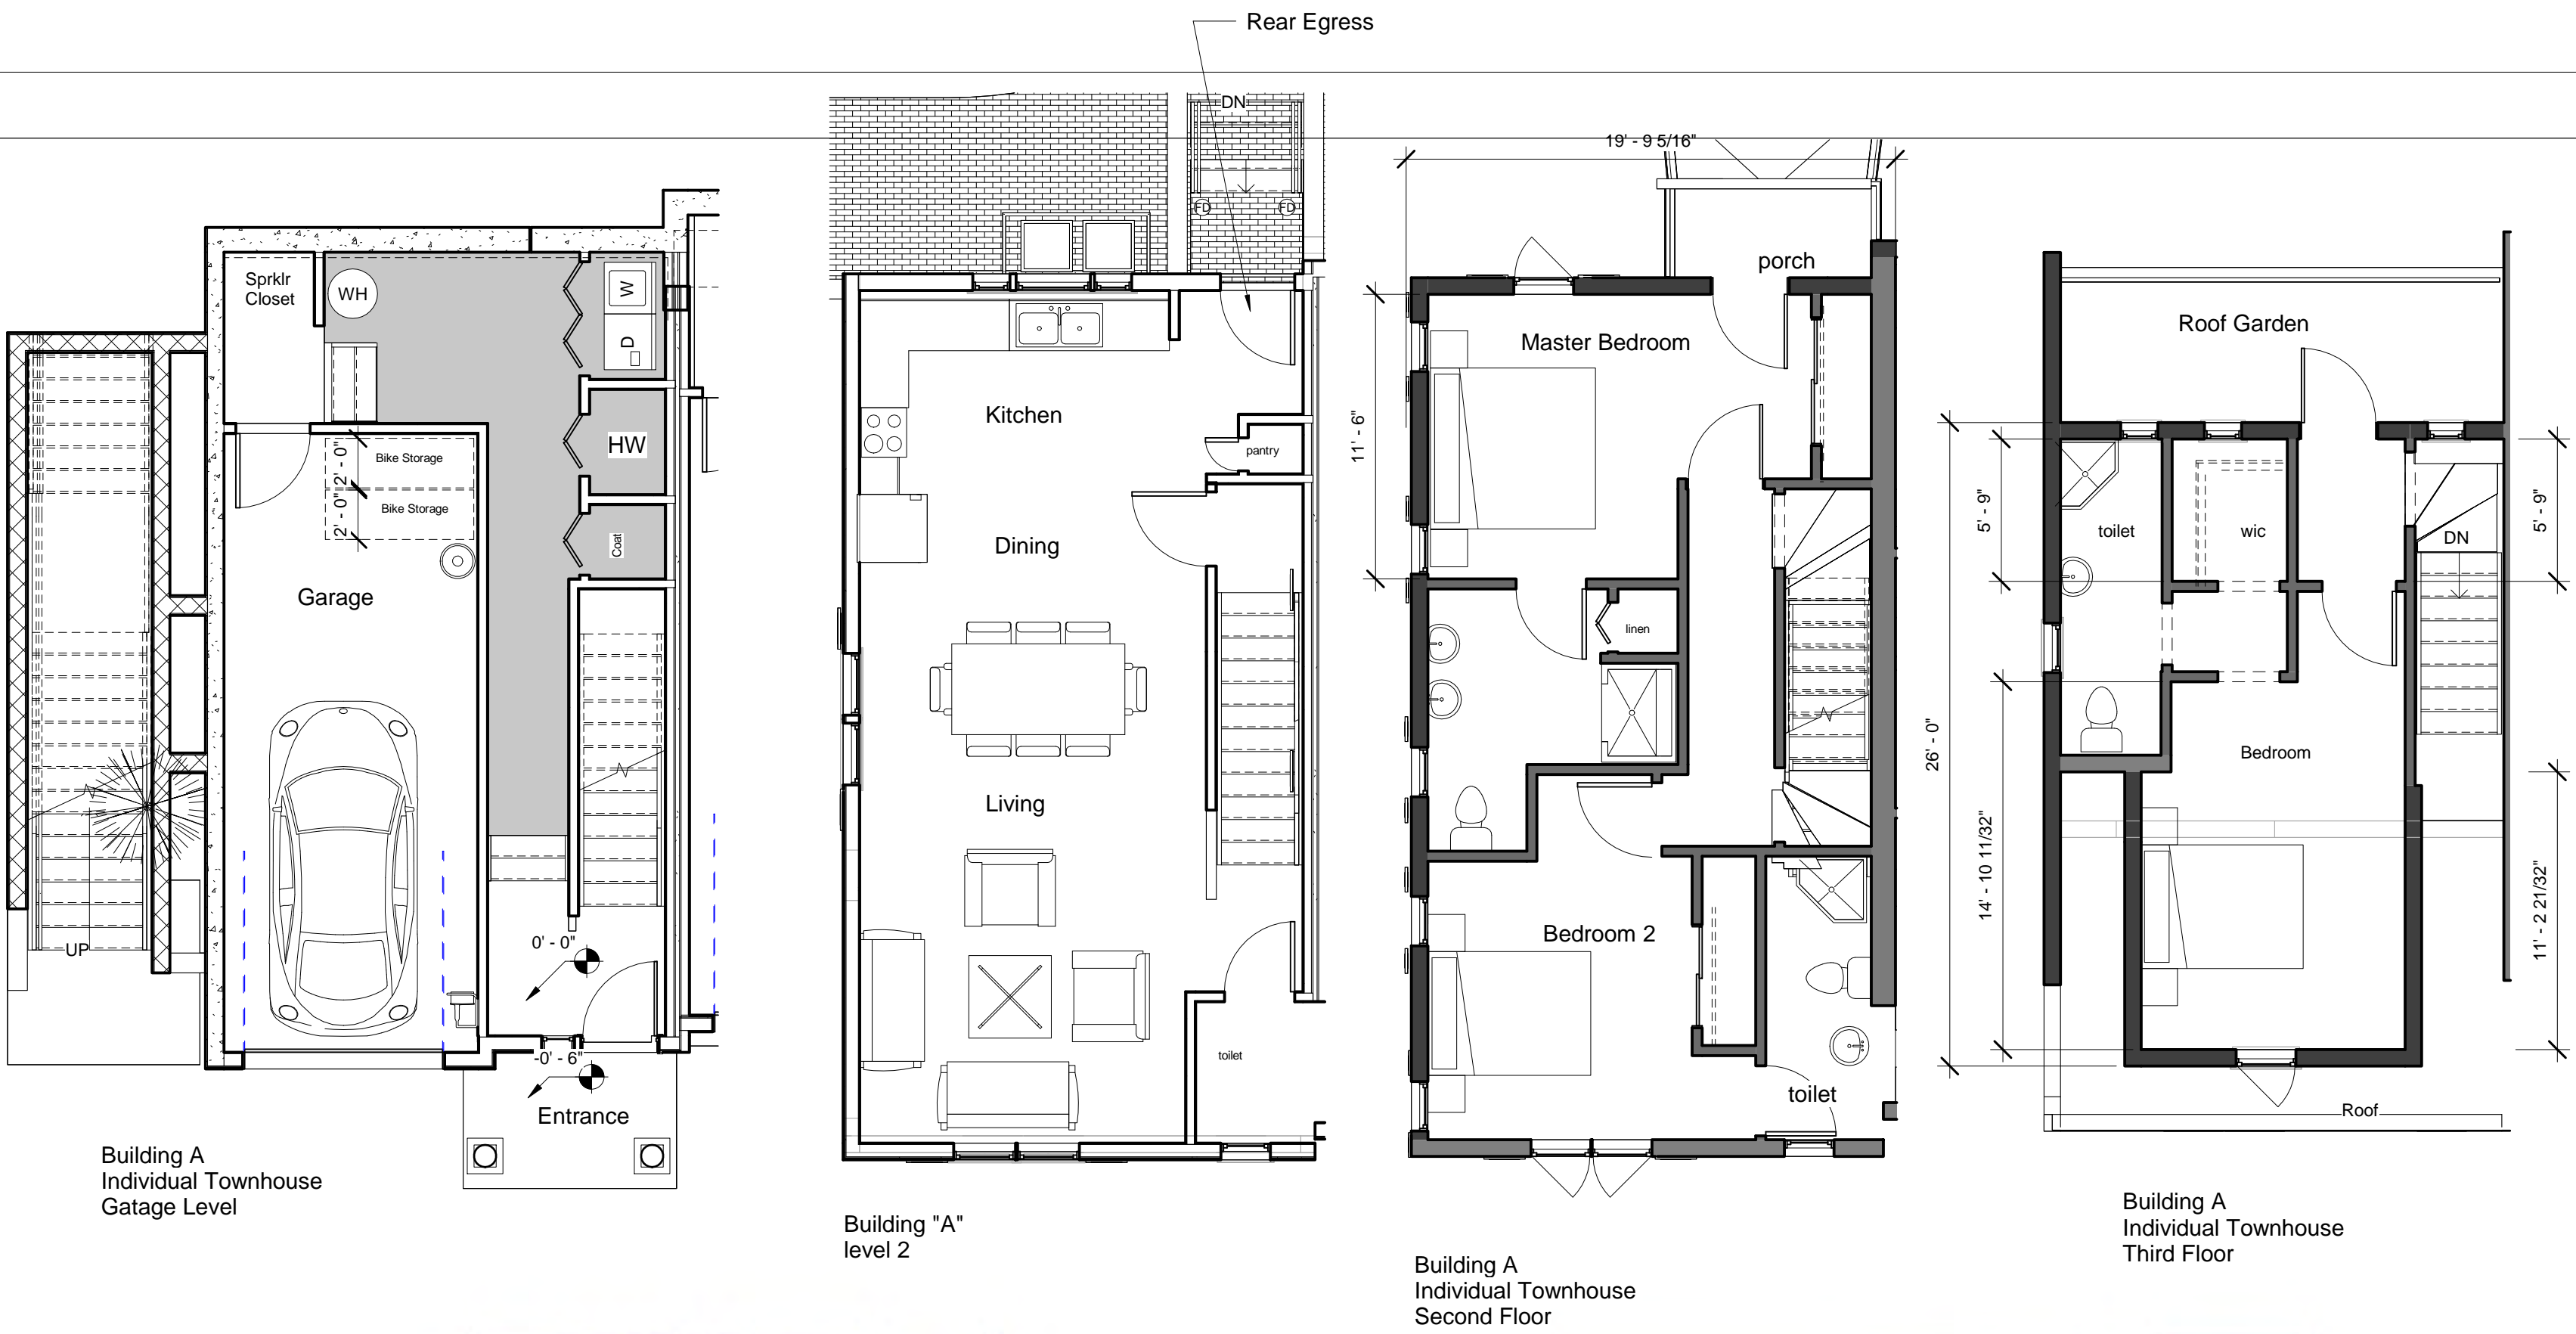 Rear Egress
DN
19' - 9 5/16"
FD
FD
Sprklr
Closet
WH
W
D
HW
Coat
Bike Storage
Bike Storage
2' - 0"
2' - 0"
Garage
UP
0' - 0"
-0' - 6"
Entrance
Building A
Individual Townhouse
Gatage Level
Kitchen
pantry
Dining
Living
toilet
Building "A"
level 2
porch
Master Bedroom
11' - 6"
linen
Bedroom 2
toilet
Building A
Individual Townhouse
Second Floor
Roof Garden
5' - 9"
toilet
wic
DN
5' - 9"
26' - 0"
Bedroom
14' - 10 11/32"
11' - 2 21/32"
Roof
Building A
Individual Townhouse
Third Floor